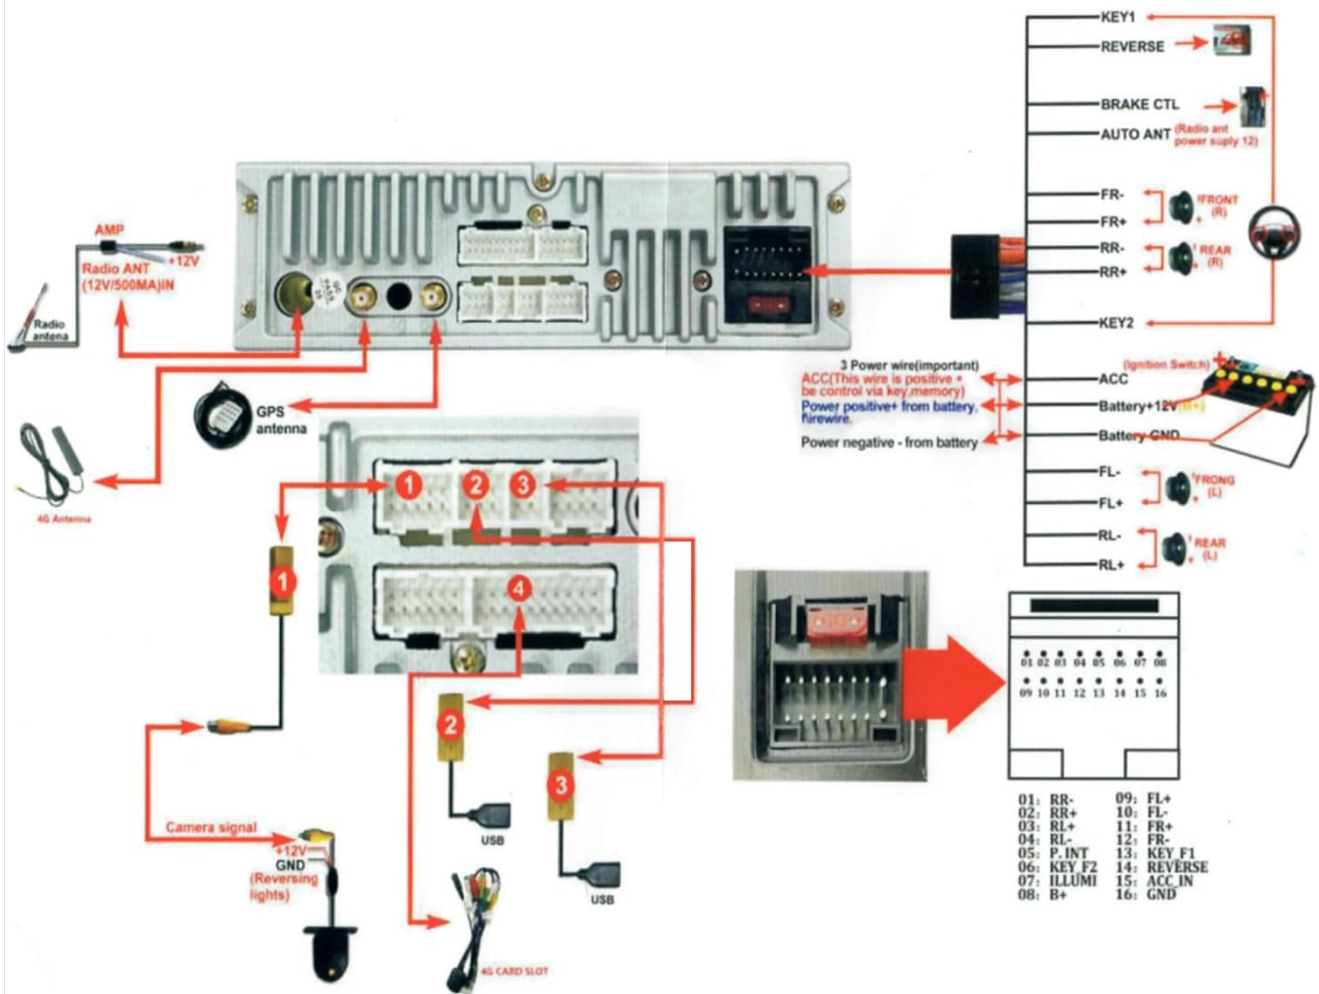 KEY1
REVERSE
BRAKE CTL
AUTO ANT (Radio ant
power suply 12)
FR-
FRONT
(R)
FR+
RR-
REAR
(R)
RR+
KEY2
AMP
+12V
Radio ANT
(12V/500MA)IN
Radio
antena
GPS
antenna
4G Antenna
3 Power wire(important)
ACC(This wire is positive +
be control via key,memory)
Power positive+ from battery,
firewire.
Power negative - from battery
(Ignition Switch)
ACC
Battery+12V(B+)
Battery-GND
FL-
FRONG
(L)
FL+
RL-
REAR
(L)
RL+
1
2
3
4
1
2
3
USB
USB
Camera signal
+12V
GND
(Reversing
lights)
4G CARD SLOT
01 02 03 04 05 06 07 08
09 10 11 12 13 14 15 16
01: RR-
02: RR+
03: RL+
04: RL-
05: P. INT
06: KEY_F2
07: ILLUMI
08: B+
09: FL+
10: FL-
11: FR+
12: FR-
13: KEY_F1
14: REVERSE
15: ACC_IN
16: GND